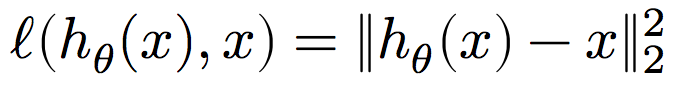 ℓ(h_θ(x), x) = ‖h_θ(x) − x‖₂²